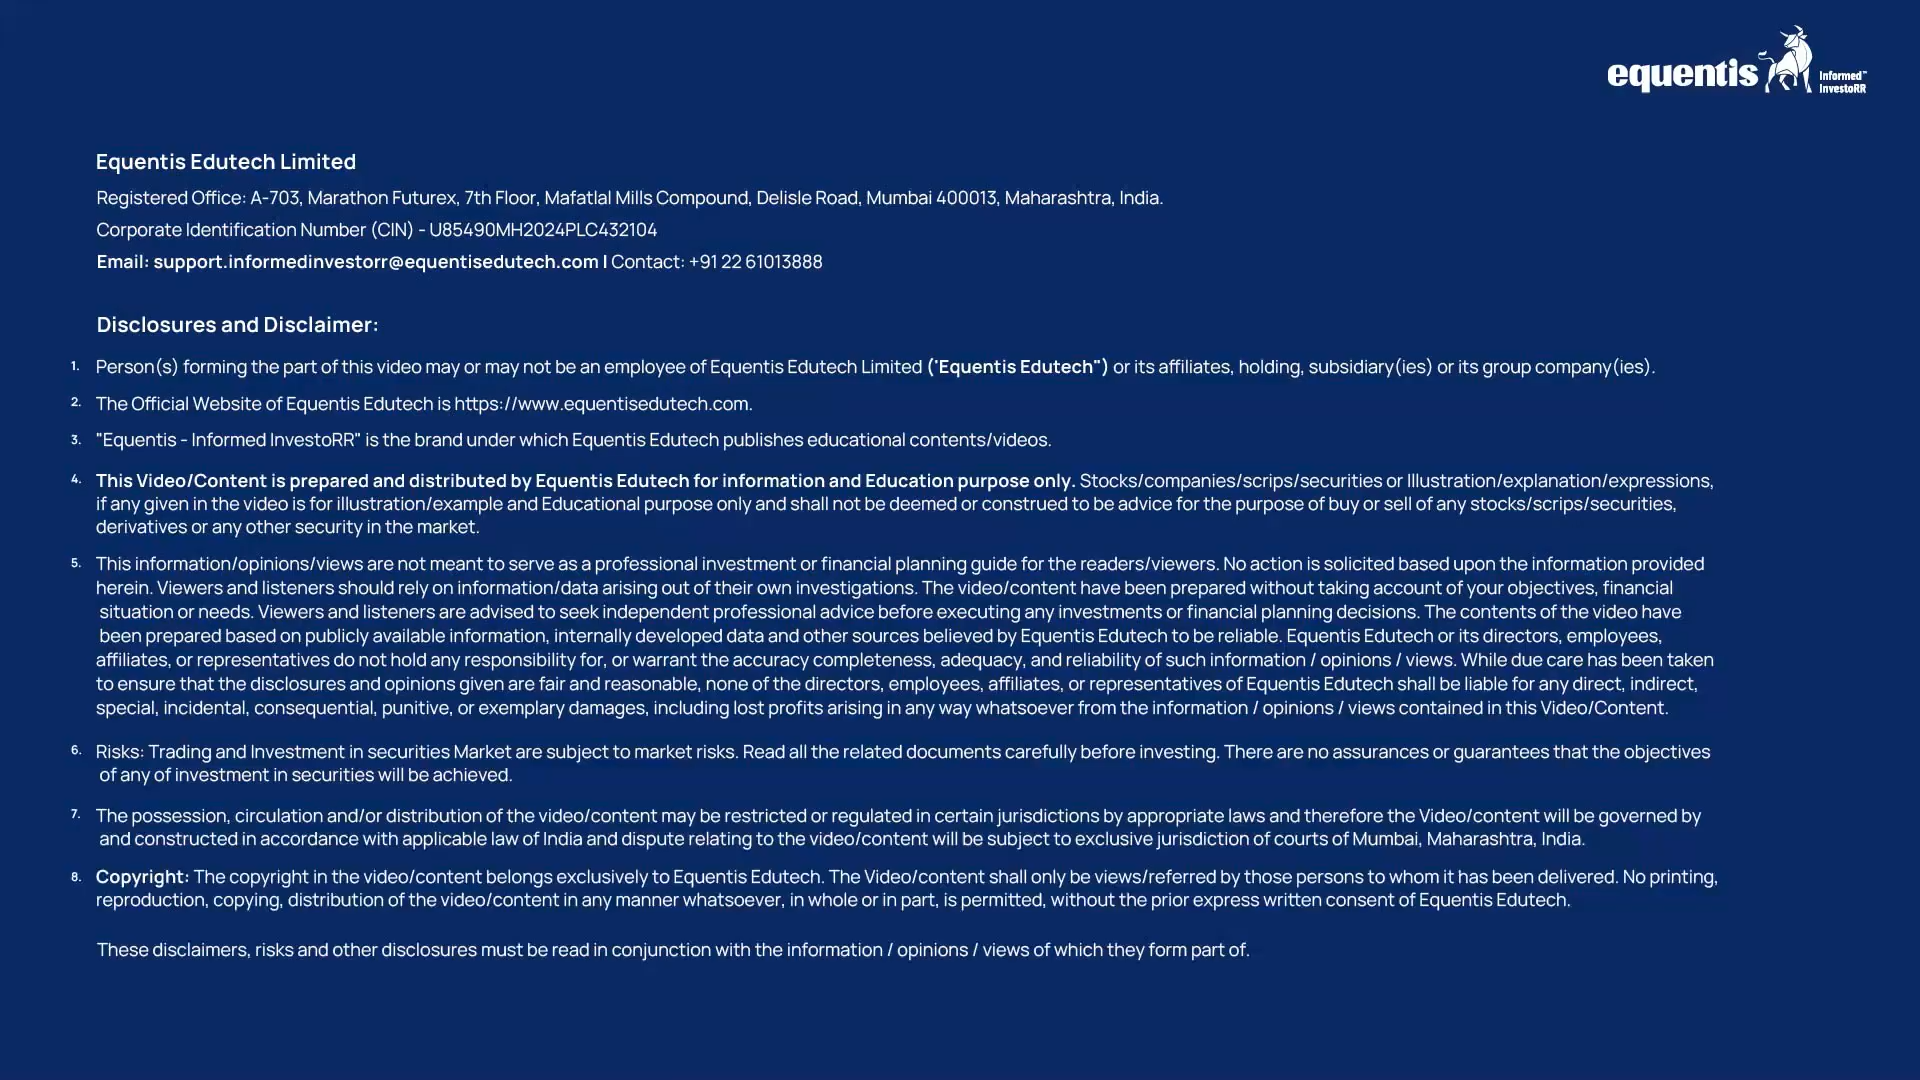 equentis Informed™
InvestoRR
Equentis Edutech Limited
Registered Office: A-703, Marathon Futurex, 7th Floor, Mafatlal Mills Compound, Delisle Road, Mumbai 400013, Maharashtra, India.
Corporate Identification Number (CIN) - U85490MH2024PLC432104
Email: support.informedinvestorr@equentisedutech.com I Contact: +91 22 61013888
Disclosures and Disclaimer:
1. Person(s) forming the part of this video may or may not be an employee of Equentis Edutech Limited ('Equentis Edutech") or its affiliates, holding, subsidiary(ies) or its group company(ies).
2. The Official Website of Equentis Edutech is https://www.equentisedutech.com.
3. "Equentis - Informed InvestoRR" is the brand under which Equentis Edutech publishes educational contents/videos.
4. This Video/Content is prepared and distributed by Equentis Edutech for information and Education purpose only. Stocks/companies/scrips/securities or Illustration/explanation/expressions,
if any given in the video is for illustration/example and Educational purpose only and shall not be deemed or construed to be advice for the purpose of buy or sell of any stocks/scrips/securities,
derivatives or any other security in the market.
5. This information/opinions/views are not meant to serve as a professional investment or financial planning guide for the readers/viewers. No action is solicited based upon the information provided
herein. Viewers and listeners should rely on information/data arising out of their own investigations. The video/content have been prepared without taking account of your objectives, financial
situation or needs. Viewers and listeners are advised to seek independent professional advice before executing any investments or financial planning decisions. The contents of the video have
been prepared based on publicly available information, internally developed data and other sources believed by Equentis Edutech to be reliable. Equentis Edutech or its directors, employees,
affiliates, or representatives do not hold any responsibility for, or warrant the accuracy completeness, adequacy, and reliability of such information / opinions / views. While due care has been taken
to ensure that the disclosures and opinions given are fair and reasonable, none of the directors, employees, affiliates, or representatives of Equentis Edutech shall be liable for any direct, indirect,
special, incidental, consequential, punitive, or exemplary damages, including lost profits arising in any way whatsoever from the information / opinions / views contained in this Video/Content.
6. Risks: Trading and Investment in securities Market are subject to market risks. Read all the related documents carefully before investing. There are no assurances or guarantees that the objectives
of any of investment in securities will be achieved.
7. The possession, circulation and/or distribution of the video/content may be restricted or regulated in certain jurisdictions by appropriate laws and therefore the Video/content will be governed by
and constructed in accordance with applicable law of India and dispute relating to the video/content will be subject to exclusive jurisdiction of courts of Mumbai, Maharashtra, India.
8. Copyright: The copyright in the video/content belongs exclusively to Equentis Edutech. The Video/content shall only be views/referred by those persons to whom it has been delivered. No printing,
reproduction, copying, distribution of the video/content in any manner whatsoever, in whole or in part, is permitted, without the prior express written consent of Equentis Edutech.
These disclaimers, risks and other disclosures must be read in conjunction with the information / opinions / views of which they form part of.